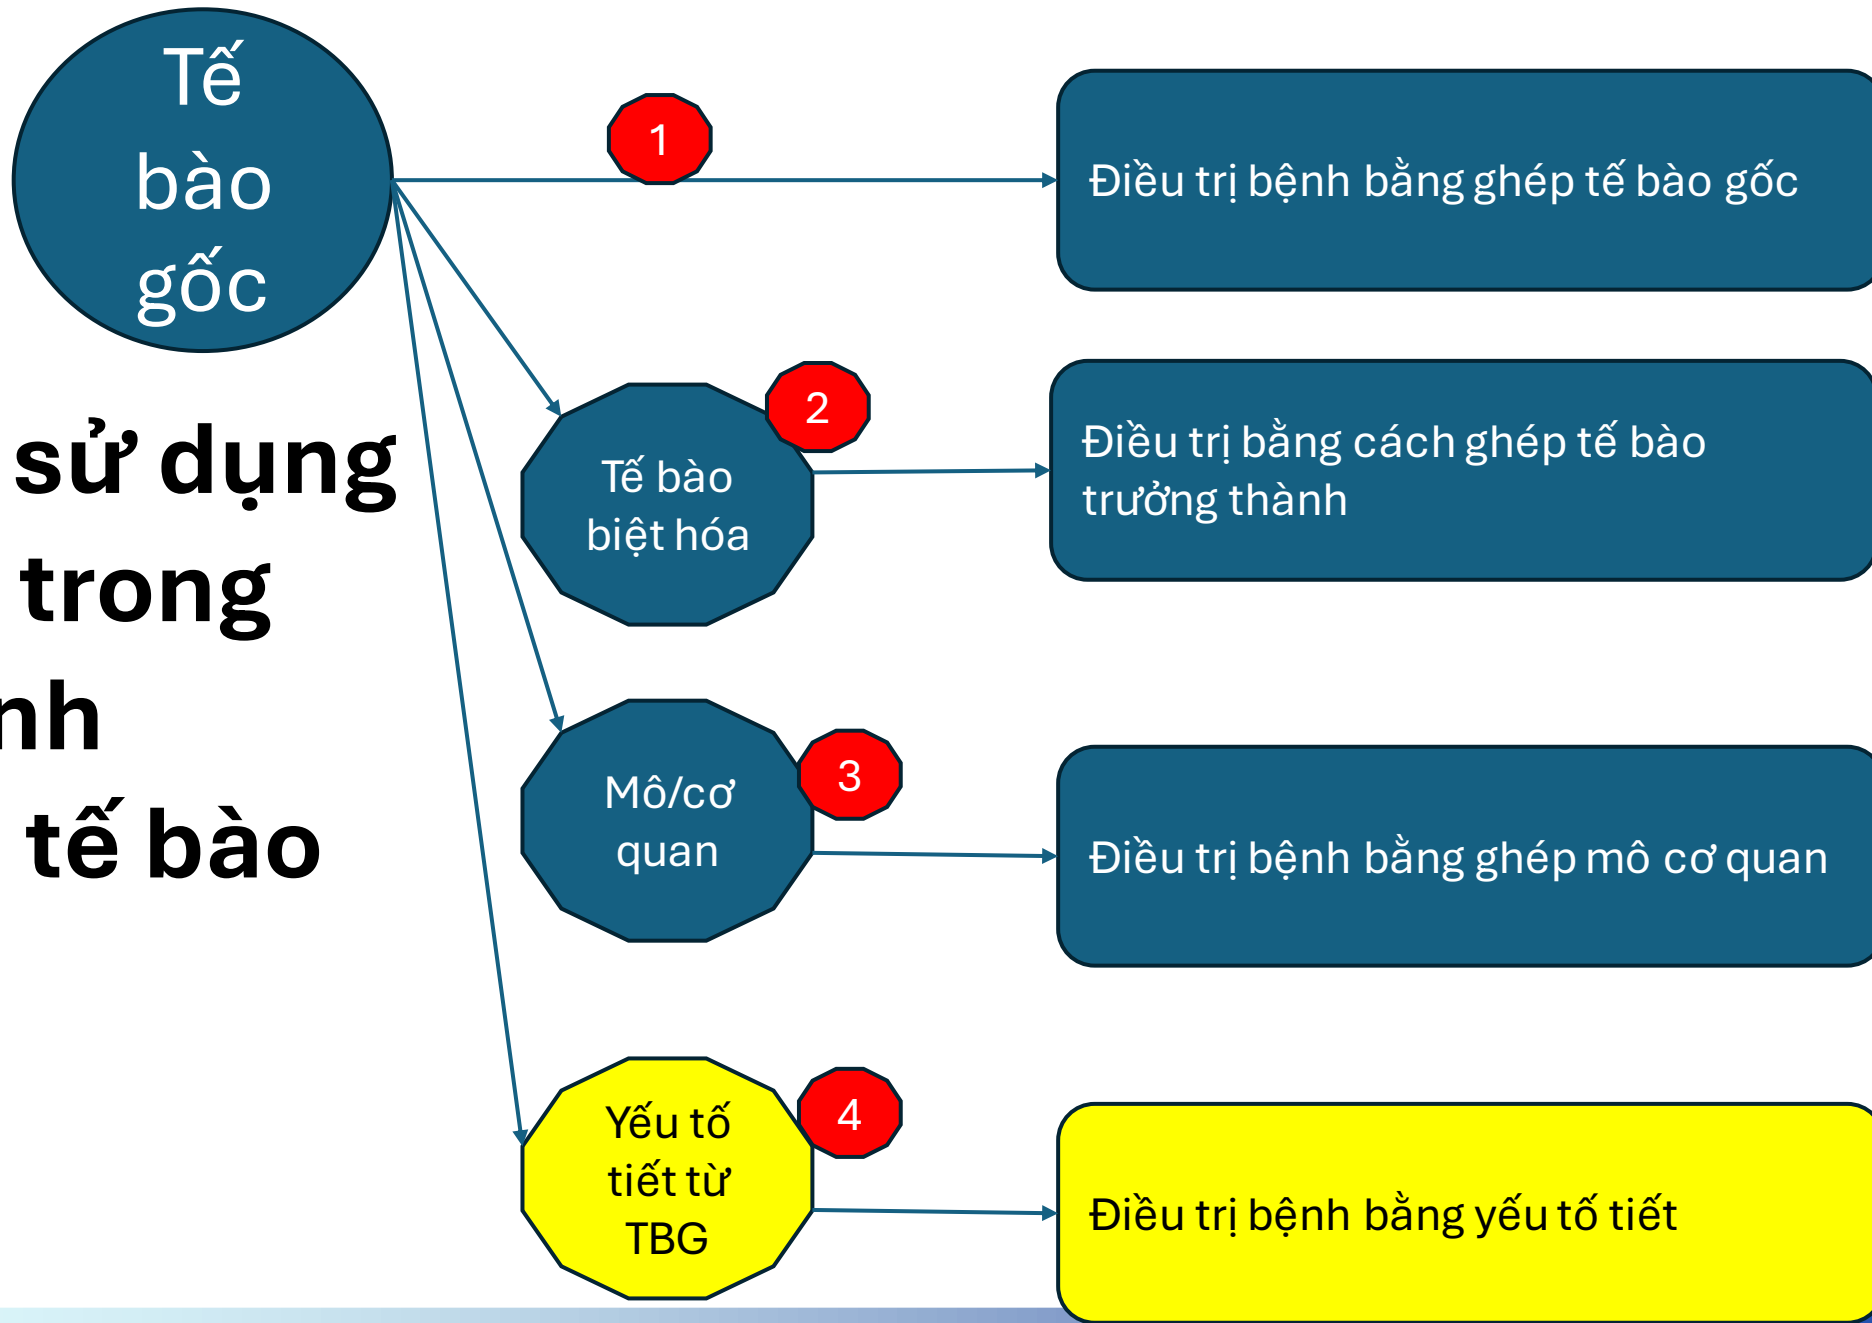 Tế
bào
gốc
sử dụng
trong
tế bào
1
Điều trị bệnh bằng ghép tế bào gốc
Tế bào
biệt hóa
2
Điều trị bằng cách ghép tế bào
trưởng thành
Mô/cơ
quan
3
Điều trị bệnh bằng ghép mô cơ quan
Yếu tố
tiết từ
TBG
4
Điều trị bệnh bằng yếu tố tiết